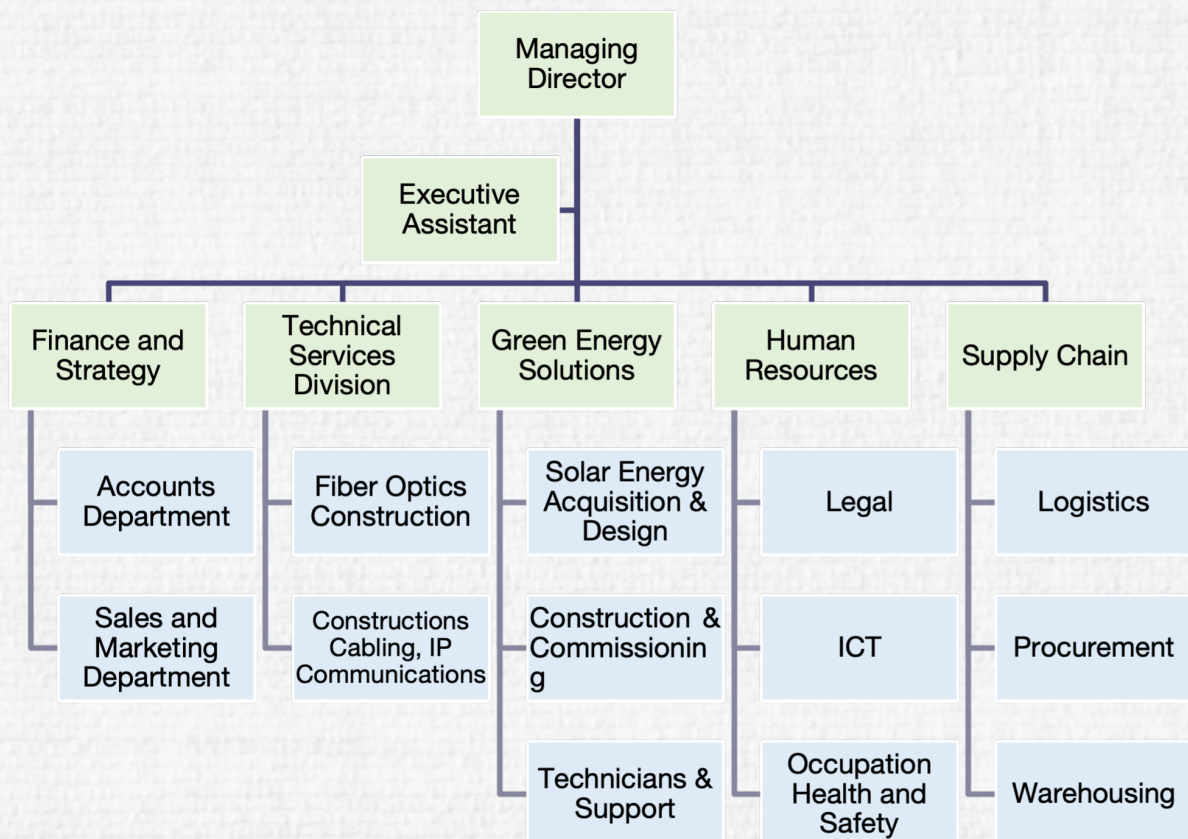 Managing
Director
Executive
Assistant
Finance and
Strategy
Technical
Services
Division
Green Energy
Solutions
Human
Resources
Supply Chain
Accounts
Department
Fiber Optics
Construction
Solar Energy
Acquisition &
Design
Legal
Logistics
Sales and
Marketing
Department
Constructions
Cabling, IP
Communications
Construction &
Commissionin
g
ICT
Procurement
Technicians &
Support
Occupation
Health and
Safety
Warehousing